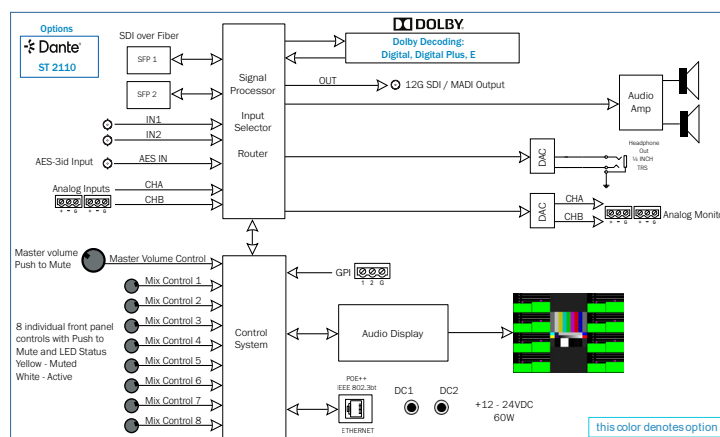 Options
Dante®
ST 2110
SDI over Fiber
SFP 1
SFP 2
IN1
IN2
AES-3id Input
AES IN
Analog Inputs
CHA
CHB
+ – G + – G
Signal
Processor
Input
Selector
Router
DOLBY.
Dolby Decoding:
Digital, Digital Plus, E
OUT
12G SDI / MADI Output
Audio
Amp
DAC
Headphone
Out
¼ INCH
TRS
DAC
CHA
CHB
Analog Monito
+ – G + – G
Master volume
Push to Mute
Master Volume Control
Mix Control 1
Mix Control 2
Mix Control 3
Mix Control 4
Mix Control 5
Mix Control 6
Mix Control 7
Mix Control 8
8 individual front panel
controls with Push to
Mute and LED Status
Yellow - Muted
White - Active
Control
System
GPI
1 2 G
Audio Display
POE++
IEEE 802.3bt
ETHERNET
DC1
DC2
+12 - 24VDC
60W
this color denotes option